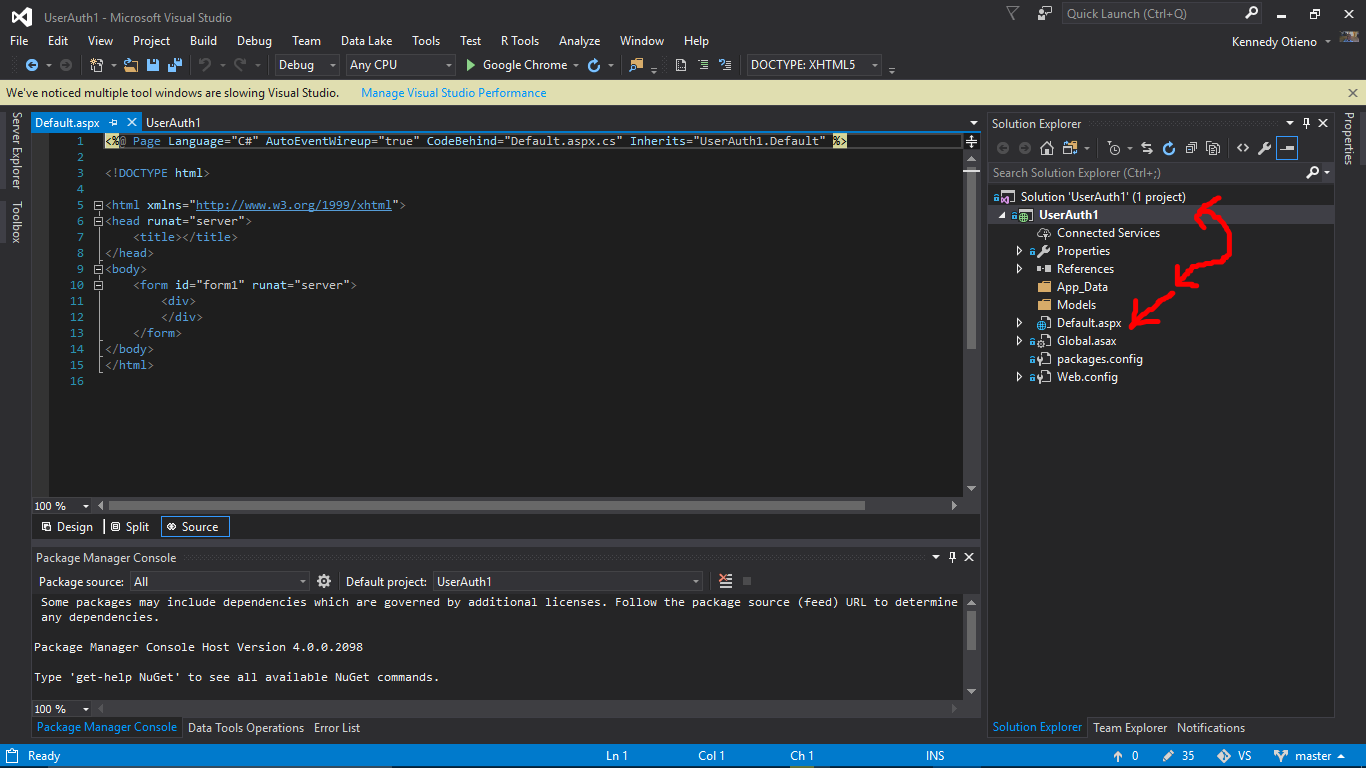 UserAuth1 - Microsoft Visual Studio
Quick Launch (Ctrl+Q)
File Edit View Project Build Debug Team Data Lake Tools Test R Tools Analyze Window Help
Kennedy Otieno
Debug Any CPU Google Chrome DOCTYPE: XHTML5
We've noticed multiple tool windows are slowing Visual Studio. Manage Visual Studio Performance
Server Explorer
Toolbox
Default.aspx UserAuth1
1 <%@ Page Language="C#" AutoEventWireup="true" CodeBehind="Default.aspx.cs" Inherits="UserAuth1.Default" %>
2
3 <!DOCTYPE html>
4
5 <html xmlns="http://www.w3.org/1999/xhtml">
6 <head runat="server">
7 <title></title>
8 </head>
9 <body>
10 <form id="form1" runat="server">
11 <div>
12 </div>
13 </form>
14 </body>
15 </html>
16
100 %
Design Split Source
Package Manager Console
Package source: All Default project: UserAuth1
Some packages may include dependencies which are governed by additional licenses. Follow the package source (feed) URL to determine
any dependencies.
Package Manager Console Host Version 4.0.0.2098
Type 'get-help NuGet' to see all available NuGet commands.
100 %
Package Manager Console Data Tools Operations Error List
Solution Explorer
Search Solution Explorer (Ctrl+;)
Solution 'UserAuth1' (1 project)
UserAuth1
Connected Services
Properties
References
App_Data
Models
Default.aspx
Global.asax
packages.config
Web.config
Solution Explorer Team Explorer Notifications
Properties
Ready Ln 1 Col 1 Ch 1 INS 0 35 VS master